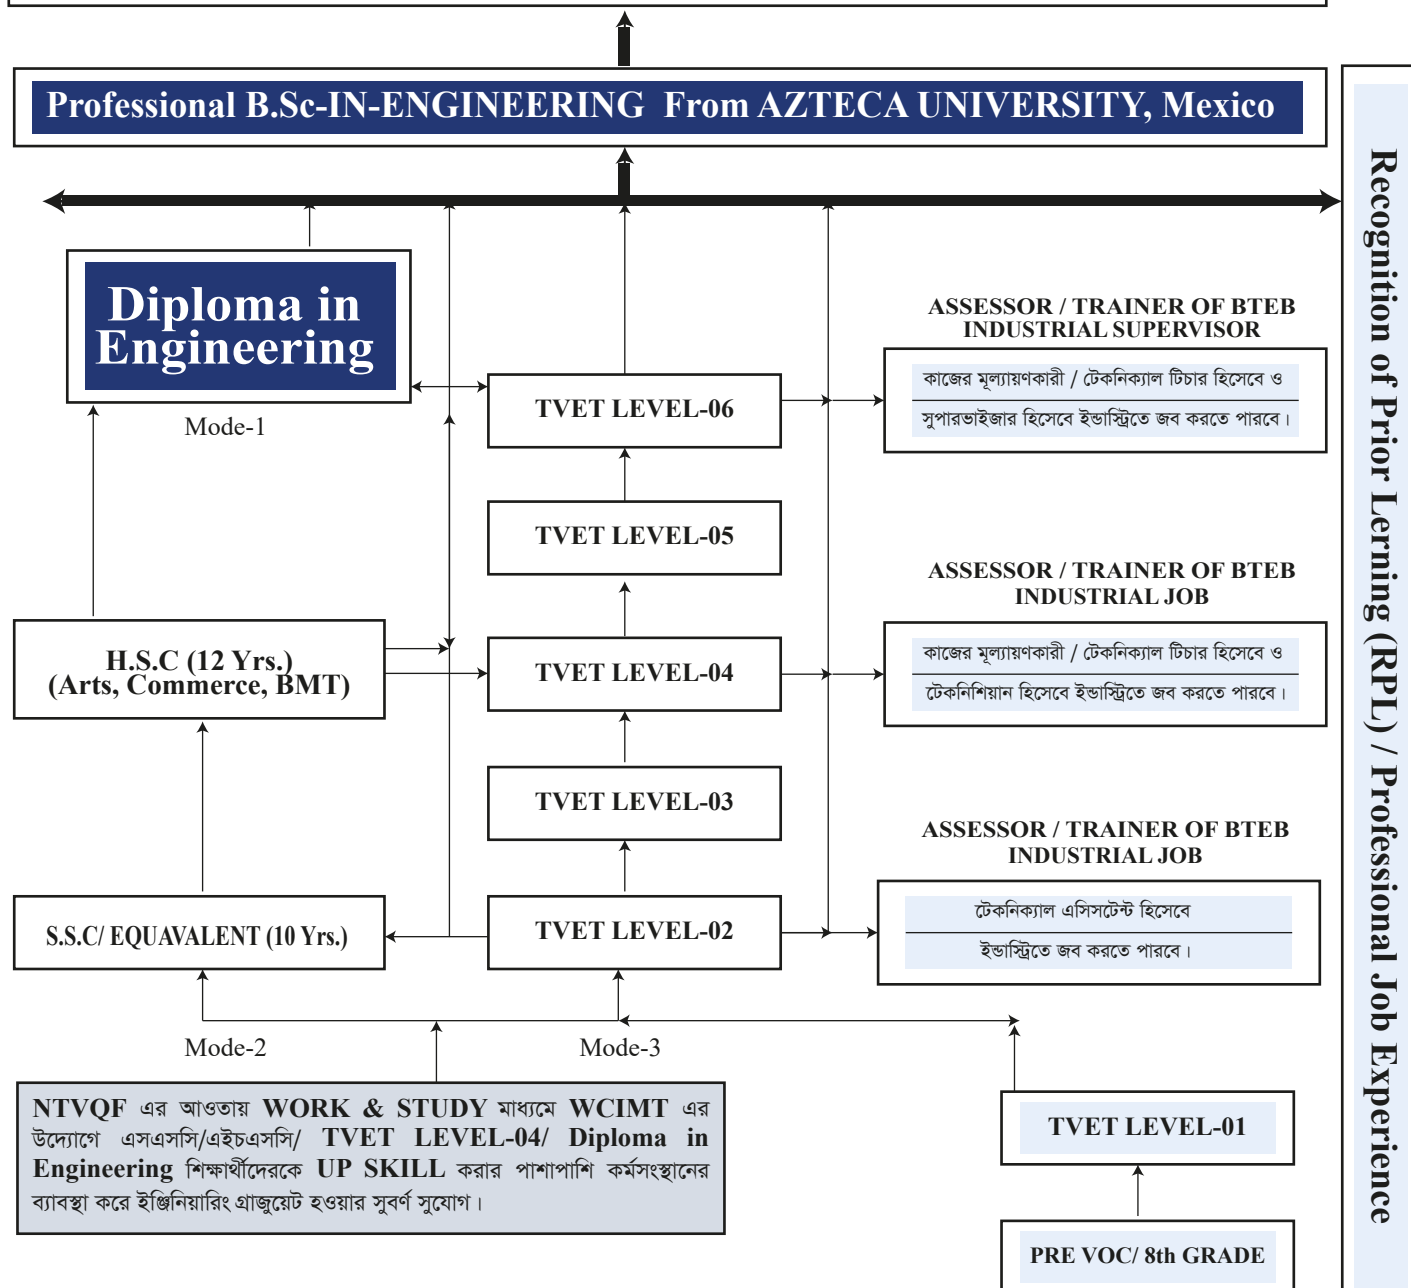 Professional B.Sc-IN-ENGINEERING From AZTECA UNIVERSITY, Mexico
Recognition of Prior Lerning (RPL) / Professional Job Experience
Diploma in
Engineering
Mode-1
ASSESSOR / TRAINER OF BTEB
INDUSTRIAL SUPERVISOR
কাজের মূল্যায়ণকারী / টেকনিক্যাল টিচার হিসেবে ও
সুপারভাইজার হিসেবে ইন্ডাস্ট্রিতে জব করতে পারবে।
TVET LEVEL-06
TVET LEVEL-05
ASSESSOR / TRAINER OF BTEB
INDUSTRIAL JOB
কাজের মূল্যায়ণকারী / টেকনিক্যাল টিচার হিসেবে ও
টেকনিশিয়ান হিসেবে ইন্ডাস্ট্রিতে জব করতে পারবে।
H.S.C (12 Yrs.)
(Arts, Commerce, BMT)
TVET LEVEL-04
TVET LEVEL-03
ASSESSOR / TRAINER OF BTEB
INDUSTRIAL JOB
টেকনিক্যাল এসিসটেন্ট হিসেবে
ইন্ডাস্ট্রিতে জব করতে পারবে।
S.S.C/ EQUAVALENT (10 Yrs.)
TVET LEVEL-02
Mode-2
Mode-3
NTVQF এর আওতায় WORK & STUDY মাধ্যমে WCIMT এর
উদ্যোগে এসএসসি/এইচএসসি/ TVET LEVEL-04/ Diploma in
Engineering শিক্ষার্থীদেরকে UP SKILL করার পাশাপাশি কর্মসংস্থানের
ব্যাবস্থা করে ইঞ্জিনিয়ারিং গ্রাজুয়েট হওয়ার সুবর্ণ সুযোগ।
TVET LEVEL-01
PRE VOC/ 8th GRADE